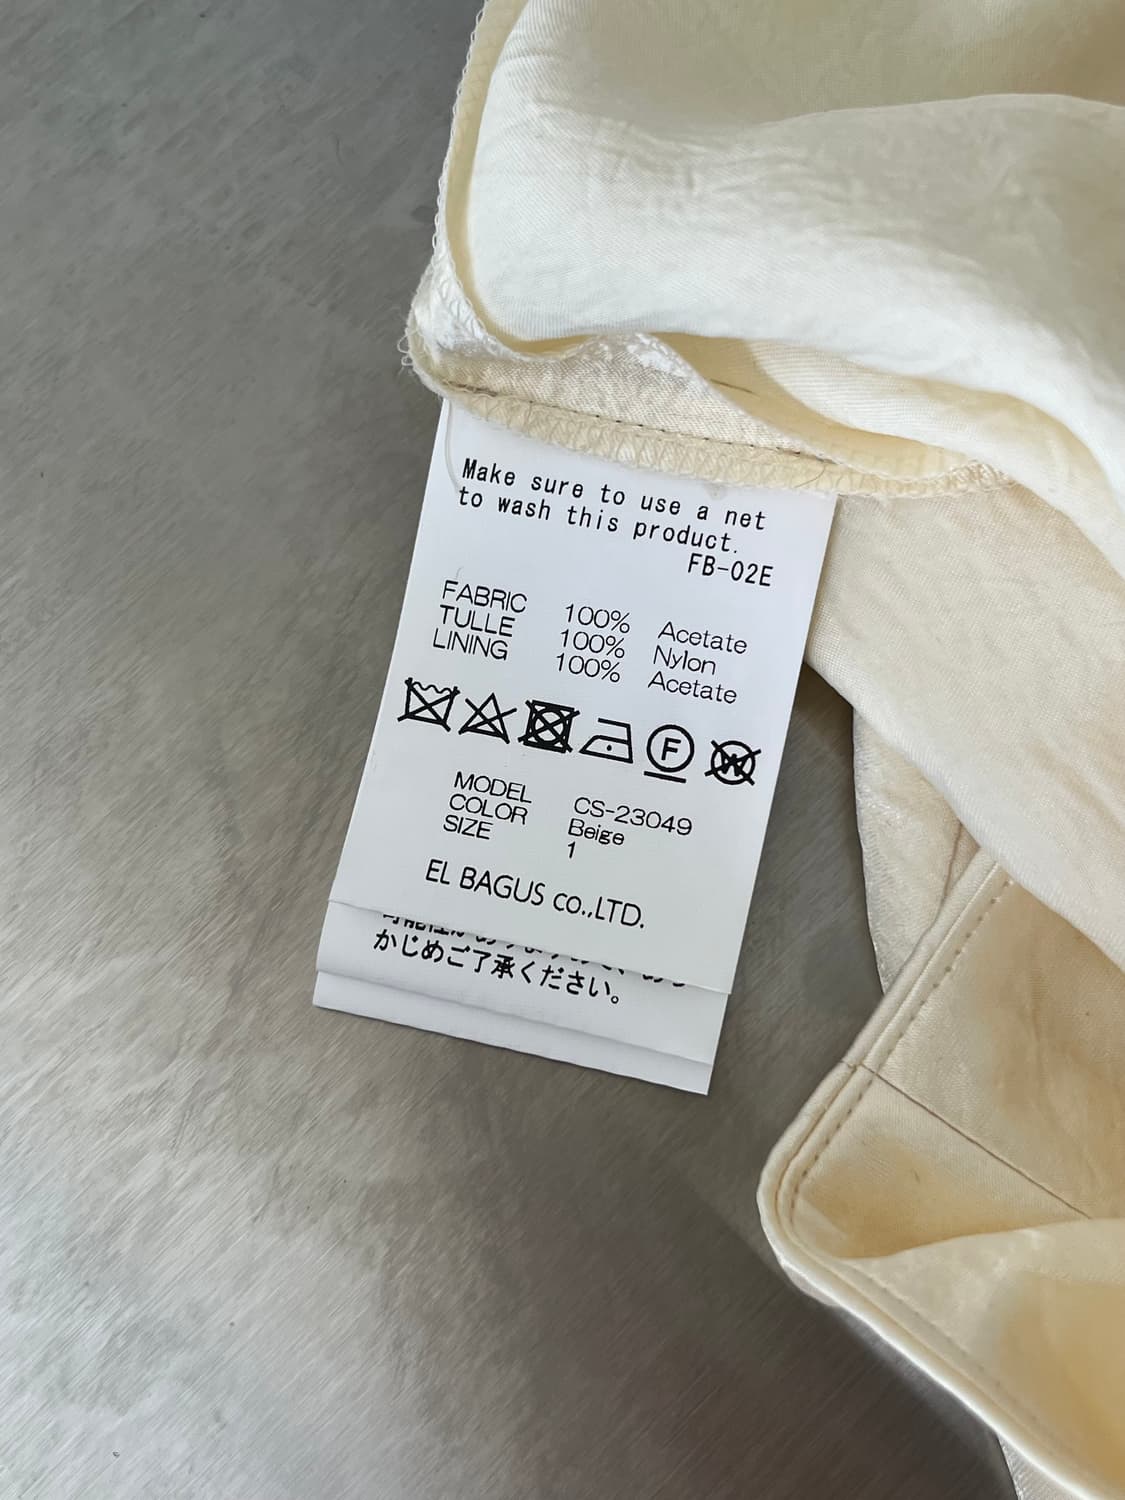 Make sure to use a net
to wash this product.
FB-02E
FABRIC 100% Acetate
TULLE 100% Nylon
LINING 100% Acetate
F W
MODEL CS-23049
COLOR Beige
SIZE 1
EL BAGUS CO.,LTD.
かじめご了承ください。